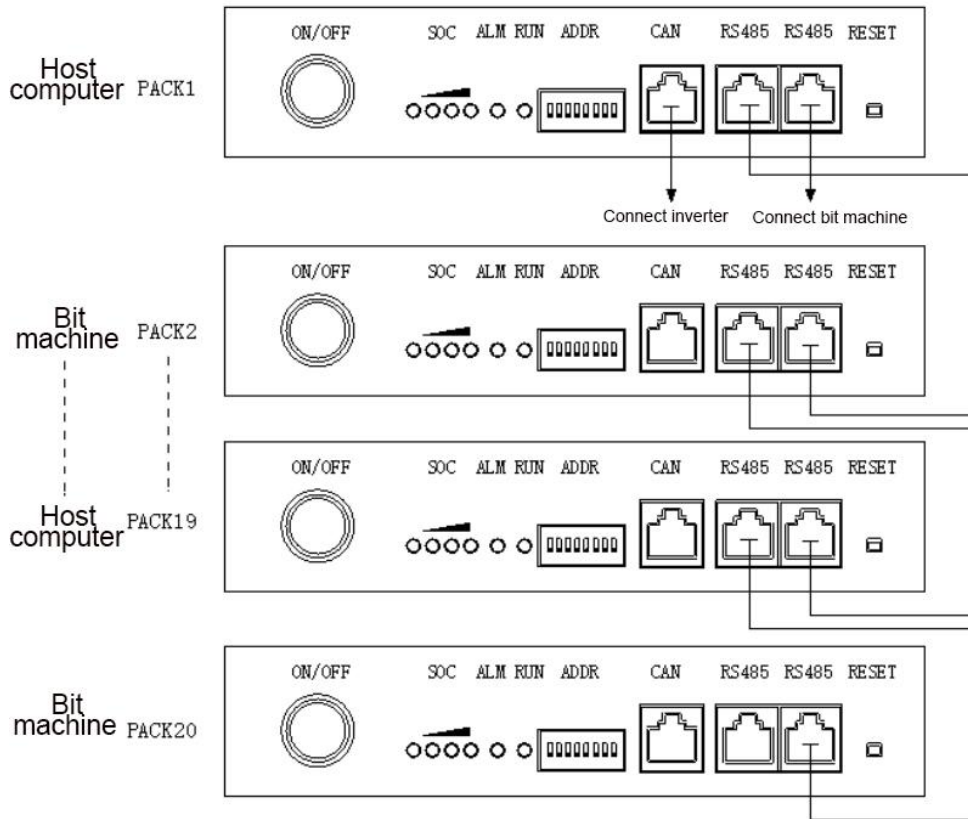 ON/OFF SOC ALM RUN ADDR CAN RS485 RS485 RESET
Host
computer PACK1
Connect inverter Connect bit machine
ON/OFF SOC ALM RUN ADDR CAN RS485 RS485 RESET
Bit
machine PACK2
ON/OFF SOC ALM RUN ADDR CAN RS485 RS485 RESET
Host
computer PACK19
ON/OFF SOC ALM RUN ADDR CAN RS485 RS485 RESET
Bit
machine PACK20